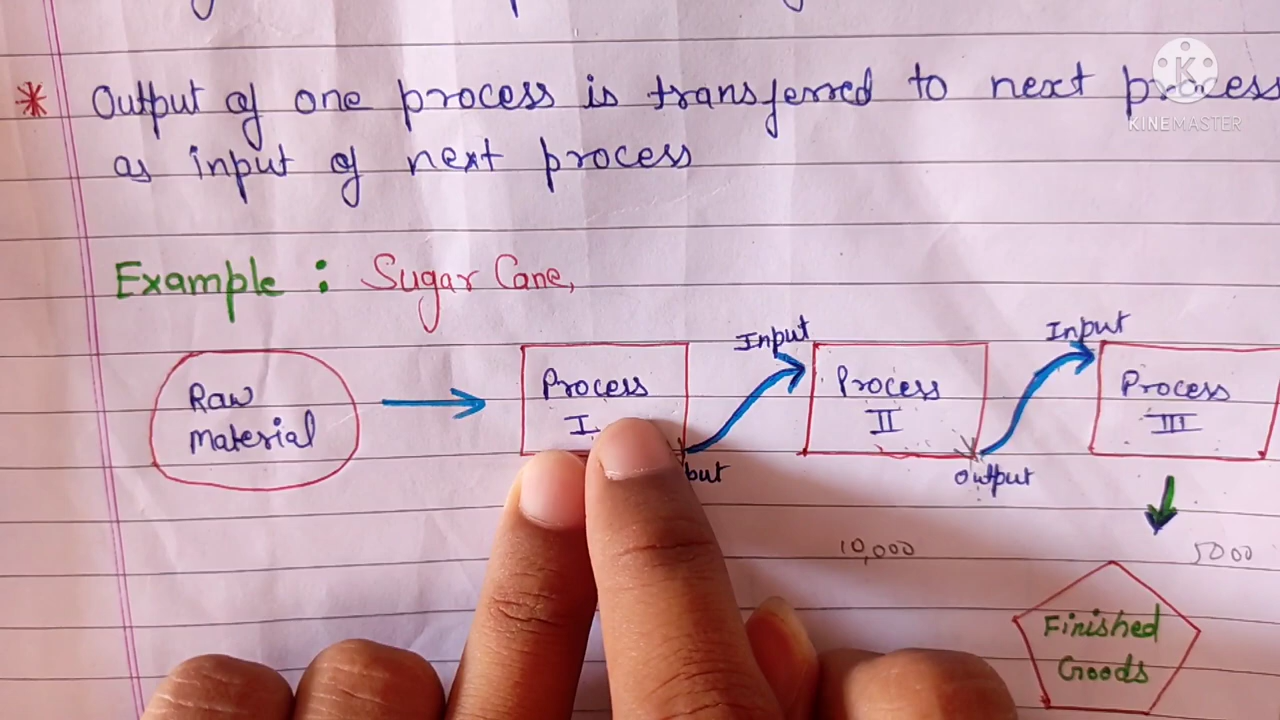 * Output of one process is transferred to next process
KINEMASTER
as input of next process
Example : Sugar Cane,
Raw Material
Process I
Input
Process II
Output
Input
Process III
10,000
5000
Finished Goods